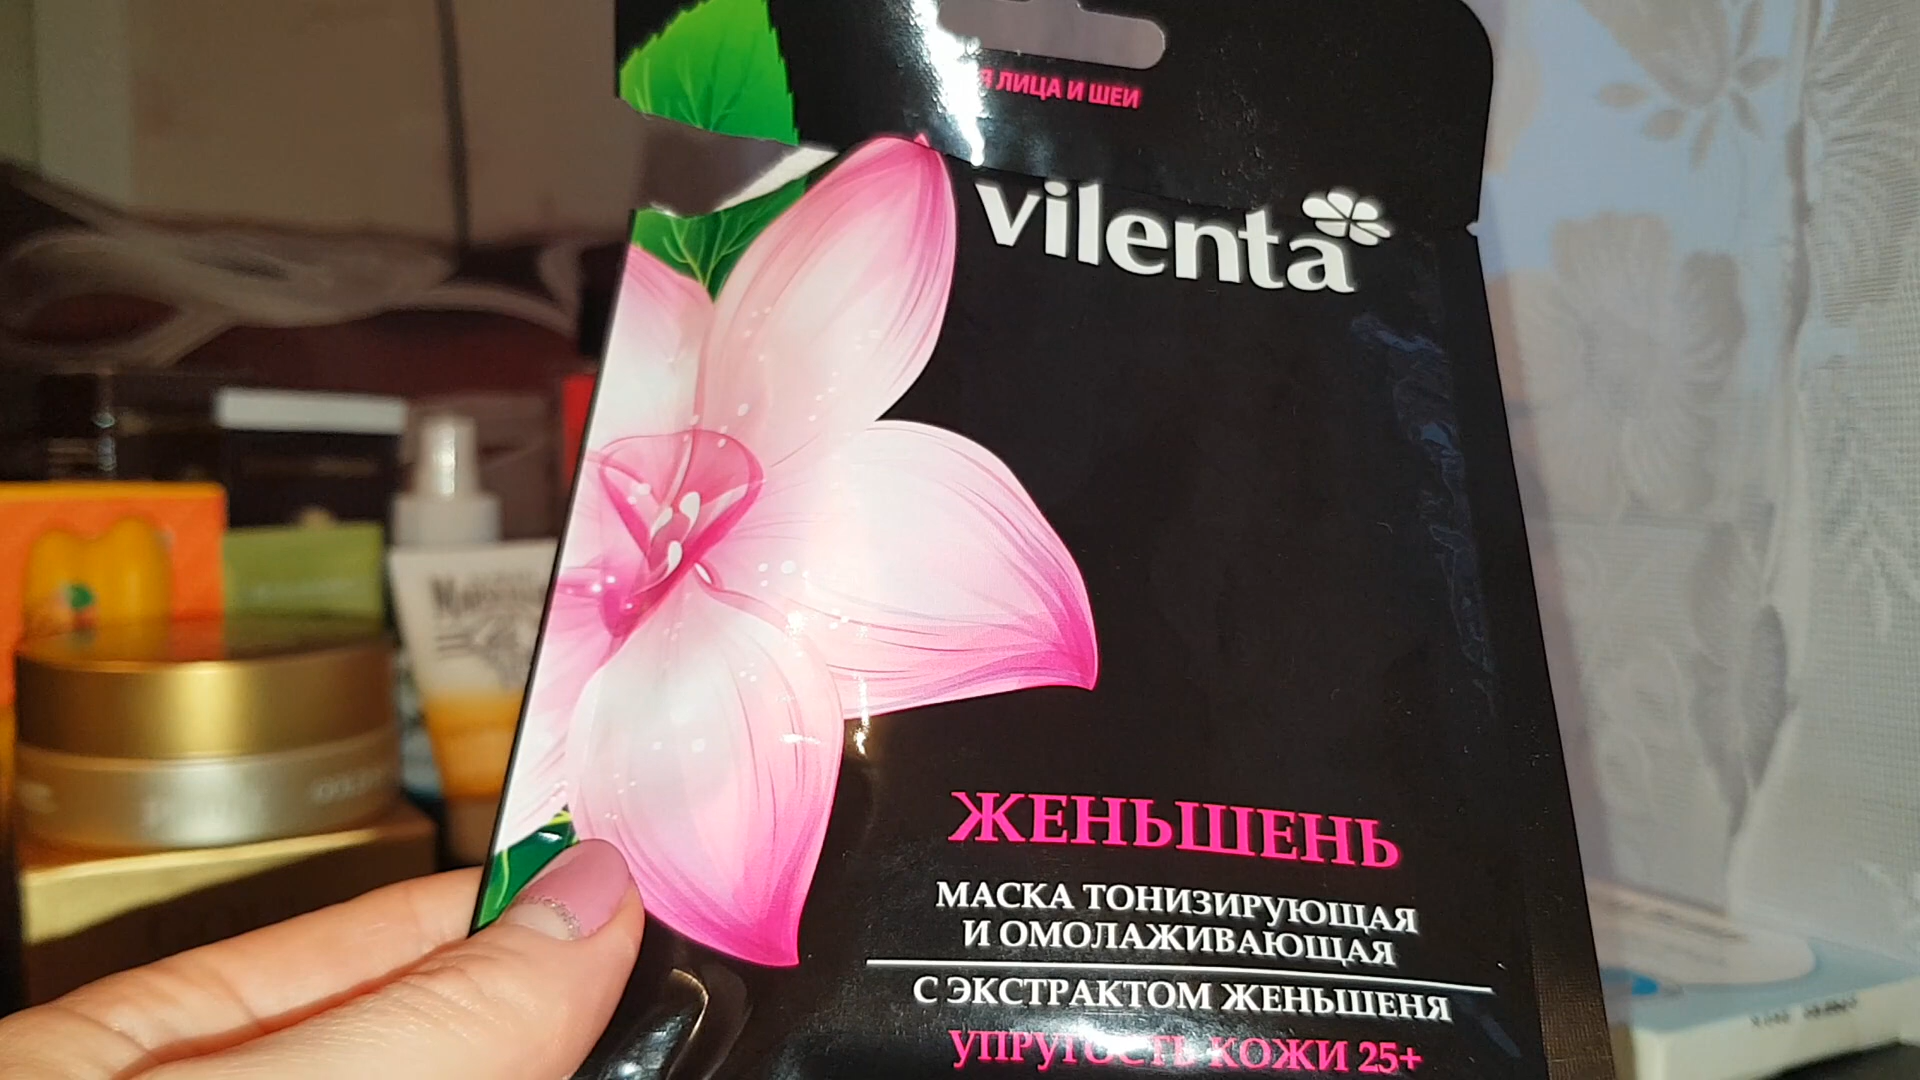 ЛИЦА И ШЕИ
vilenta
ЖЕНЬШЕНЬ
МАСКА ТОНИЗИРУЮЩАЯ
И ОМОЛАЖИВАЮЩАЯ
С ЭКСТРАКТОМ ЖЕНЬШЕНЯ
УПРУГОСТЬ КОЖИ 25+